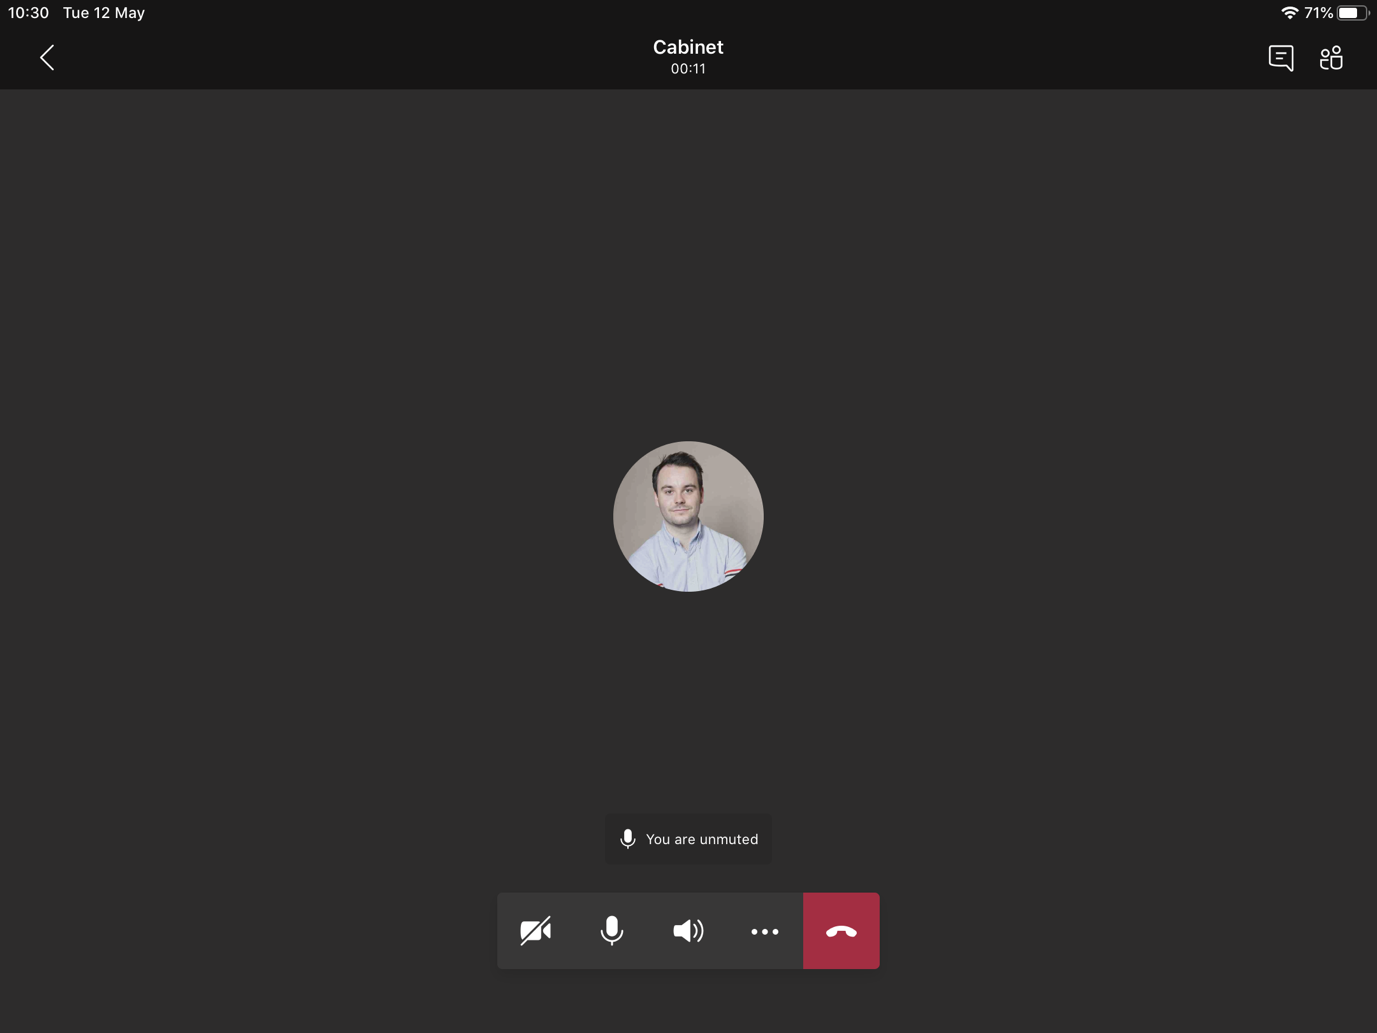 10:30 Tue 12 May
71%
Cabinet
00:11
You are unmuted